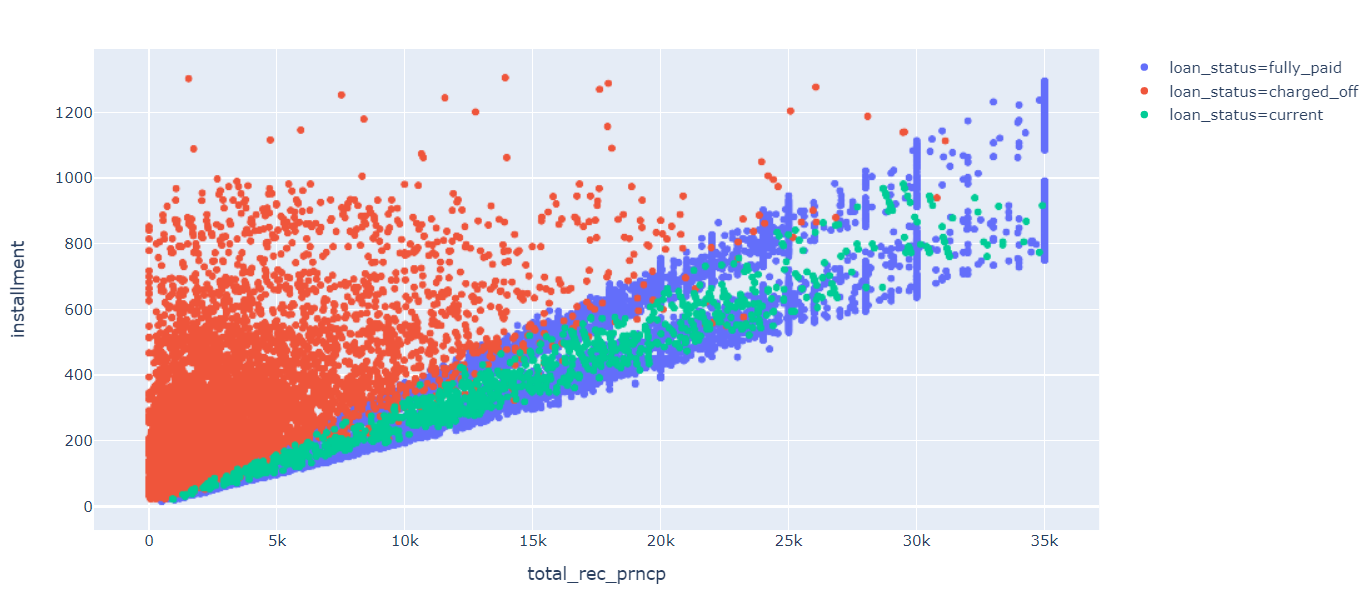 loan_status=fully_paid
loan_status=charged_off
loan_status=current
installment
1200
1000
800
600
400
200
0
0 5k 10k 15k 20k 25k 30k 35k
total_rec_prncp